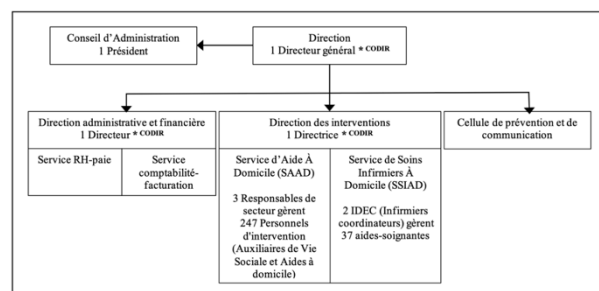 Conseil d'Administration
1 Président
Direction
1 Directeur général * CODIR
Direction administrative et financière
1 Directeur * CODIR
Service RH-paie
Service
comptabilité-
facturation
Direction des interventions
1 Directrice * CODIR
Service d'Aide À
Domicile (SAAD)
3 Responsables de
secteur gèrent
247 Personnels
d'intervention
(Auxiliaires de Vie
Sociale et Aides à
domicile)
Service de Soins
Infirmiers À
Domicile (SSIAD)
2 IDEC (Infirmiers
coordinateurs) gèrent
37 aides-soignantes
Cellule de prévention et de
communication